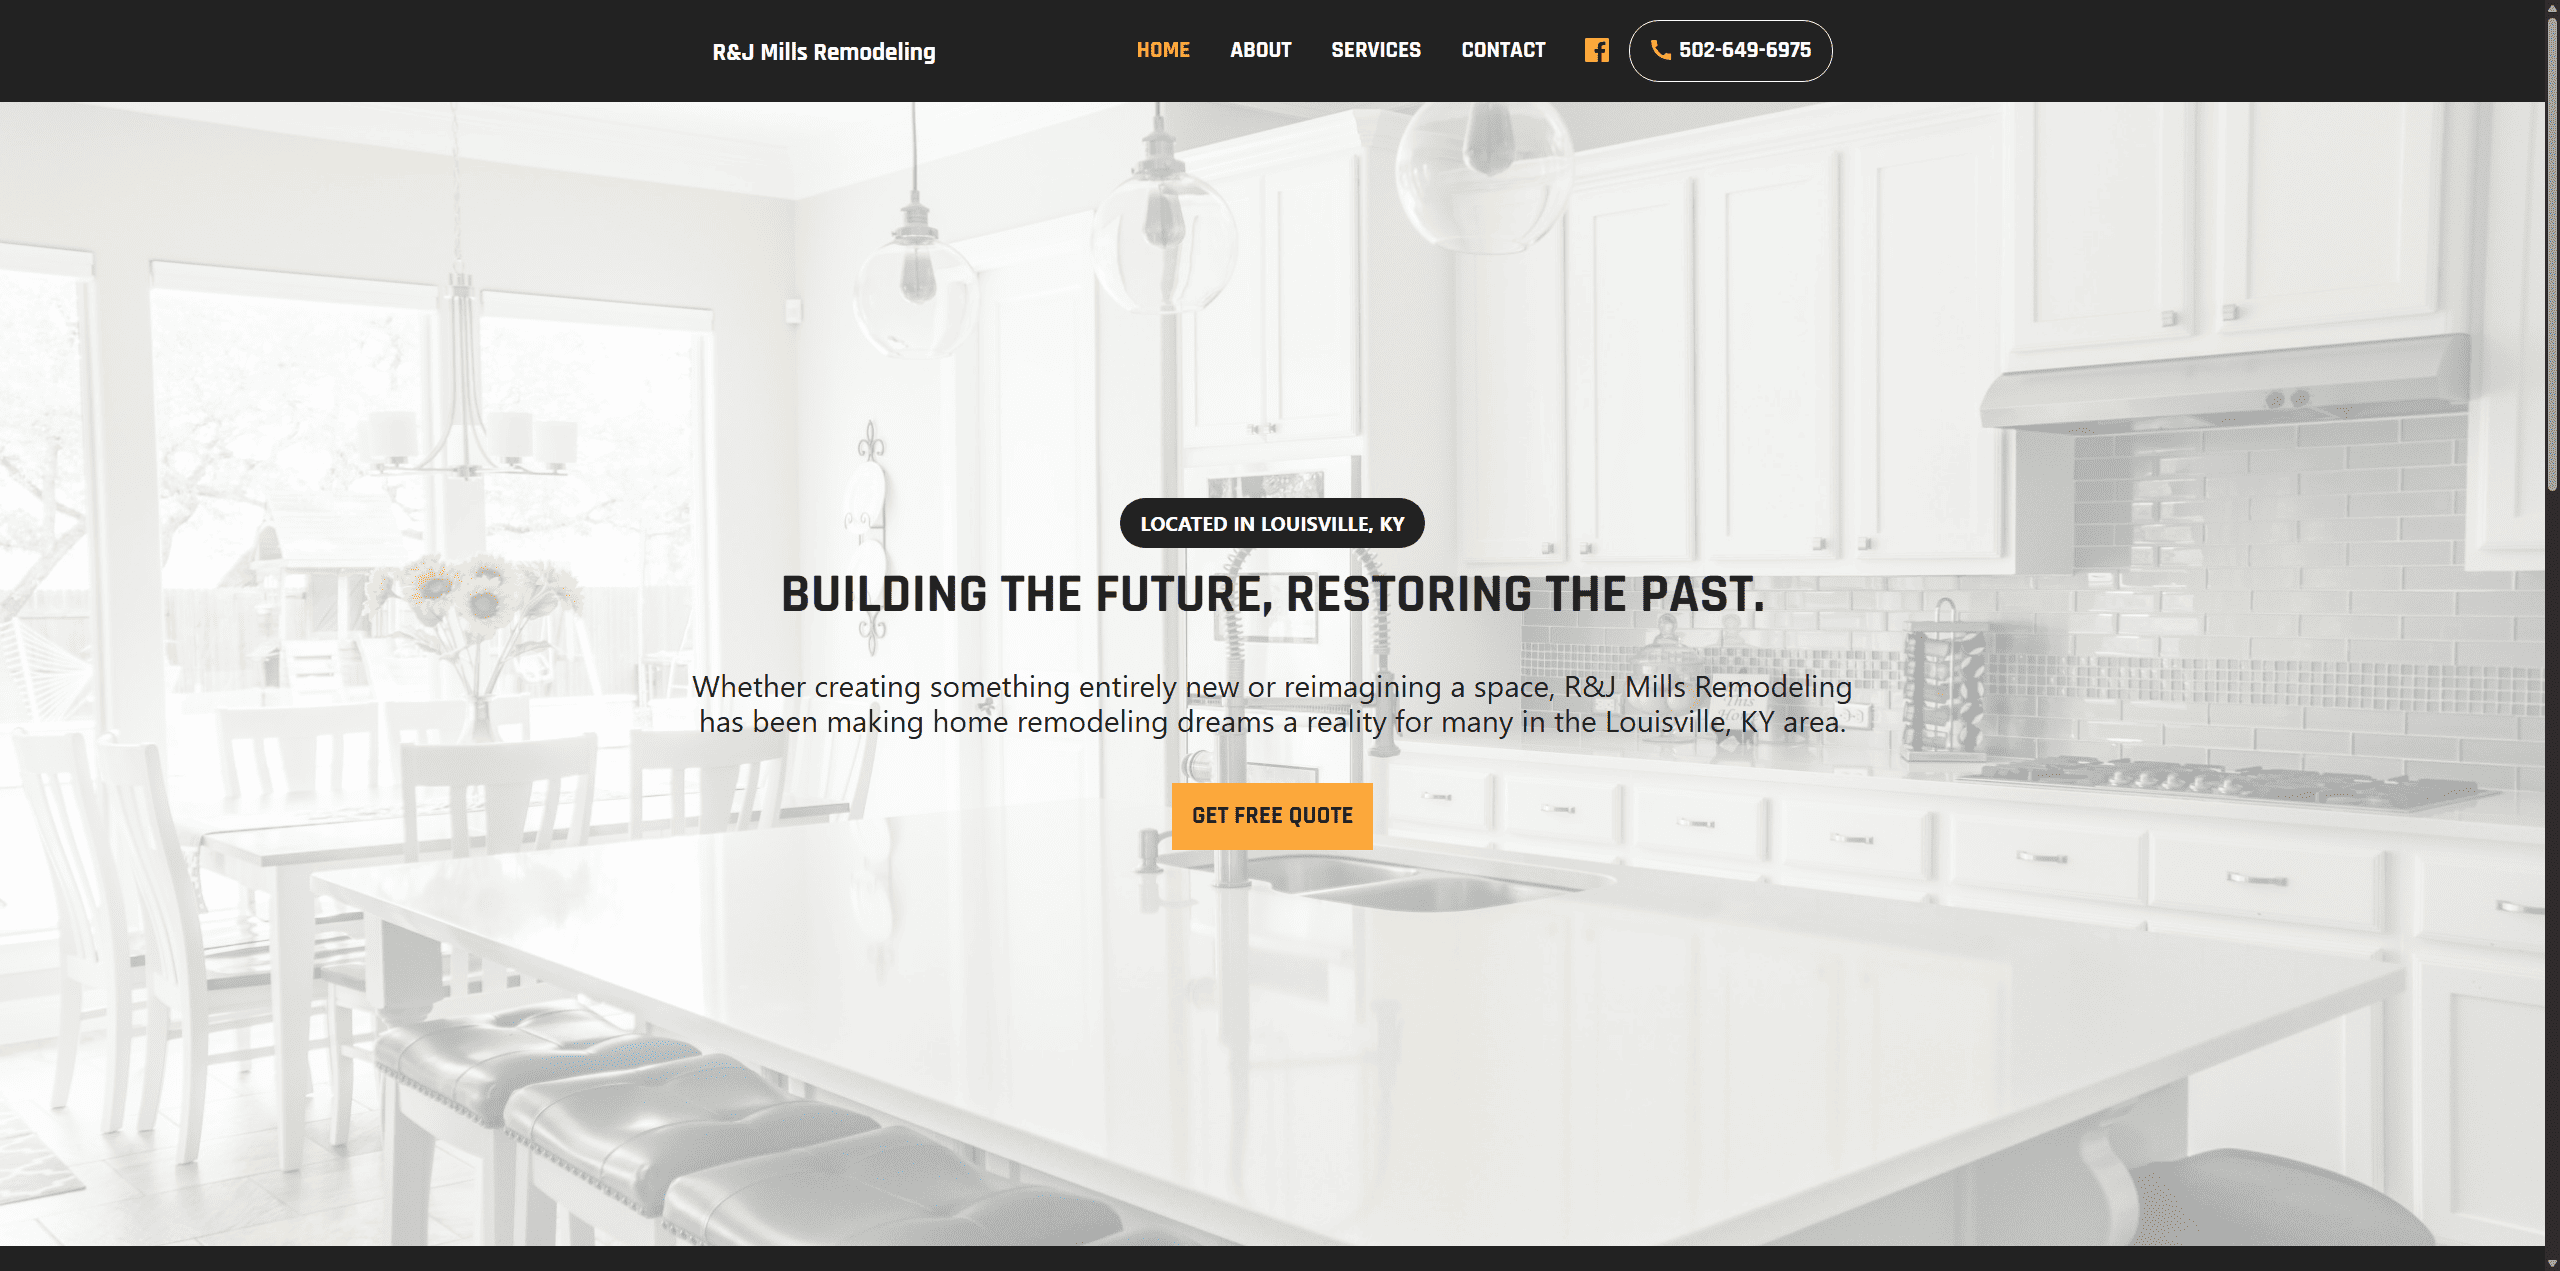 R&J Mills Remodeling
HOME ABOUT SERVICES CONTACT 502-649-6975
LOCATED IN LOUISVILLE, KY
BUILDING THE FUTURE, RESTORING THE PAST.
Whether creating something entirely new or reimagining a space, R&J Mills Remodeling
has been making home remodeling dreams a reality for many in the Louisville, KY area.
GET FREE QUOTE